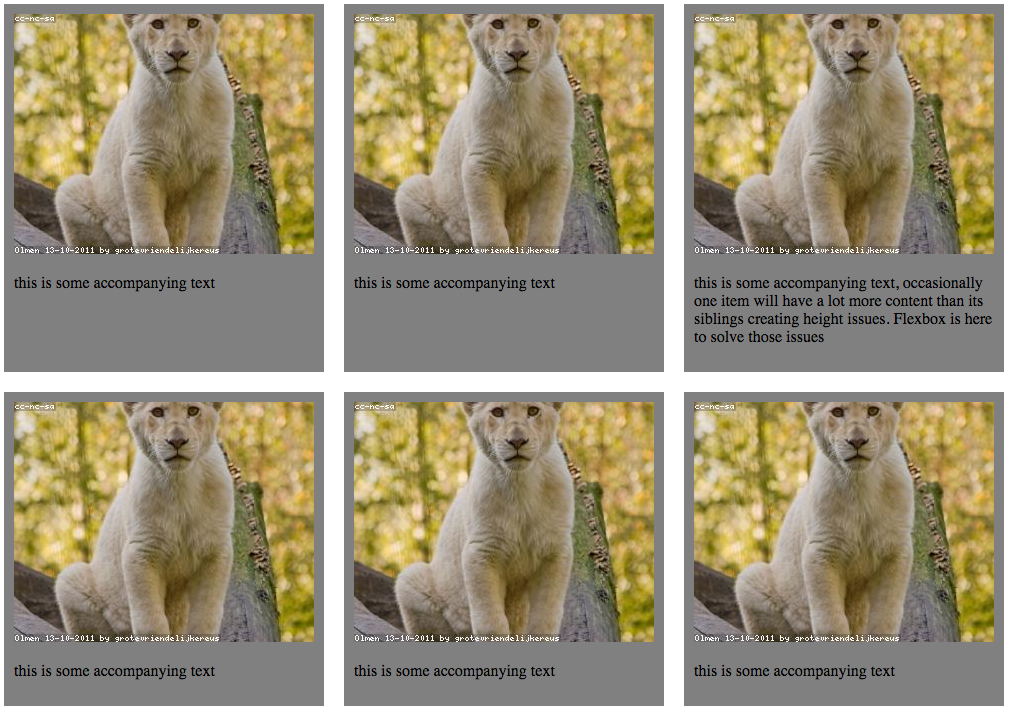 cc-nc-sa
Olmen 13-10-2011 by grotevriendelijkereus
this is some accompanying text
cc-nc-sa
Olmen 13-10-2011 by grotevriendelijkereus
this is some accompanying text
cc-nc-sa
Olmen 13-10-2011 by grotevriendelijkereus
this is some accompanying text, occasionally
one item will have a lot more content than its
siblings creating height issues. Flexbox is here
to solve those issues
cc-nc-sa
Olmen 13-10-2011 by grotevriendelijkereus
this is some accompanying text
cc-nc-sa
Olmen 13-10-2011 by grotevriendelijkereus
this is some accompanying text
cc-nc-sa
Olmen 13-10-2011 by grotevriendelijkereus
this is some accompanying text